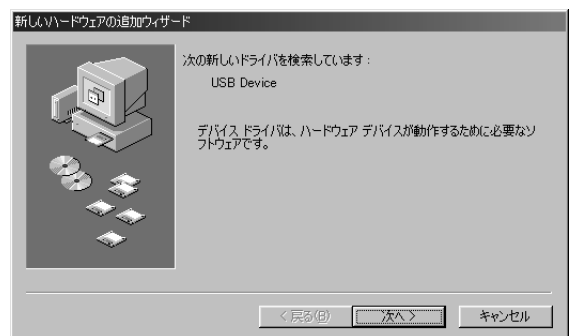 新しいハードウェアの追加ウィザード
次の新しいドライバを検索しています：
USB Device
デバイス ドライバは、ハードウェア デバイスが動作するために必要なソ
フトウェアです。
< 戻る(B)
次へ >
キャンセル